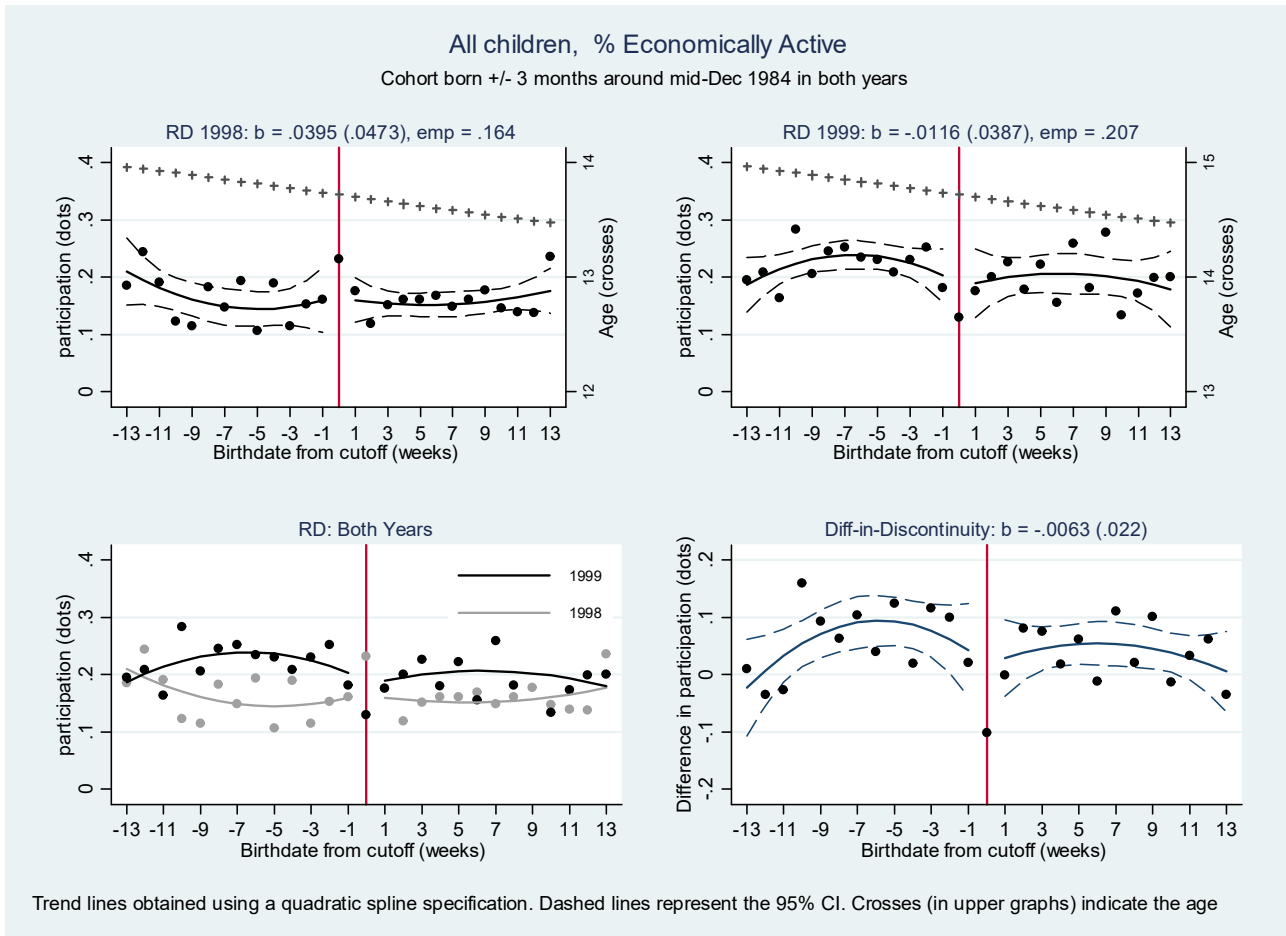 All children,  % Economically Active
Cohort born +/- 3 months around mid-Dec 1984 in both years
RD 1998: b = .0395 (.0473), emp = .164
participation (dots)
0 .1 .2 .3 .4
12 13 14
Age (crosses)
-13 -11 -9 -7 -5 -3 -1 1 3 5 7 9 11 13
Birthdate from cutoff (weeks)
RD 1999: b = -.0116 (.0387), emp = .207
participation (dots)
0 .1 .2 .3 .4
13 14 15
Age (crosses)
-13 -11 -9 -7 -5 -3 -1 1 3 5 7 9 11 13
Birthdate from cutoff (weeks)
RD: Both Years
participation (dots)
0 .1 .2 .3 .4
1999
1998
-13 -11 -9 -7 -5 -3 -1 1 3 5 7 9 11 13
Birthdate from cutoff (weeks)
Diff-in-Discontinuity: b = -.0063 (.022)
Difference in participation (dots)
-.2 -.1 0 .1 .2
-13 -11 -9 -7 -5 -3 -1 1 3 5 7 9 11 13
Birthdate from cutoff (weeks)
Trend lines obtained using a quadratic spline specification. Dashed lines represent the 95% CI. Crosses (in upper graphs) indicate the age